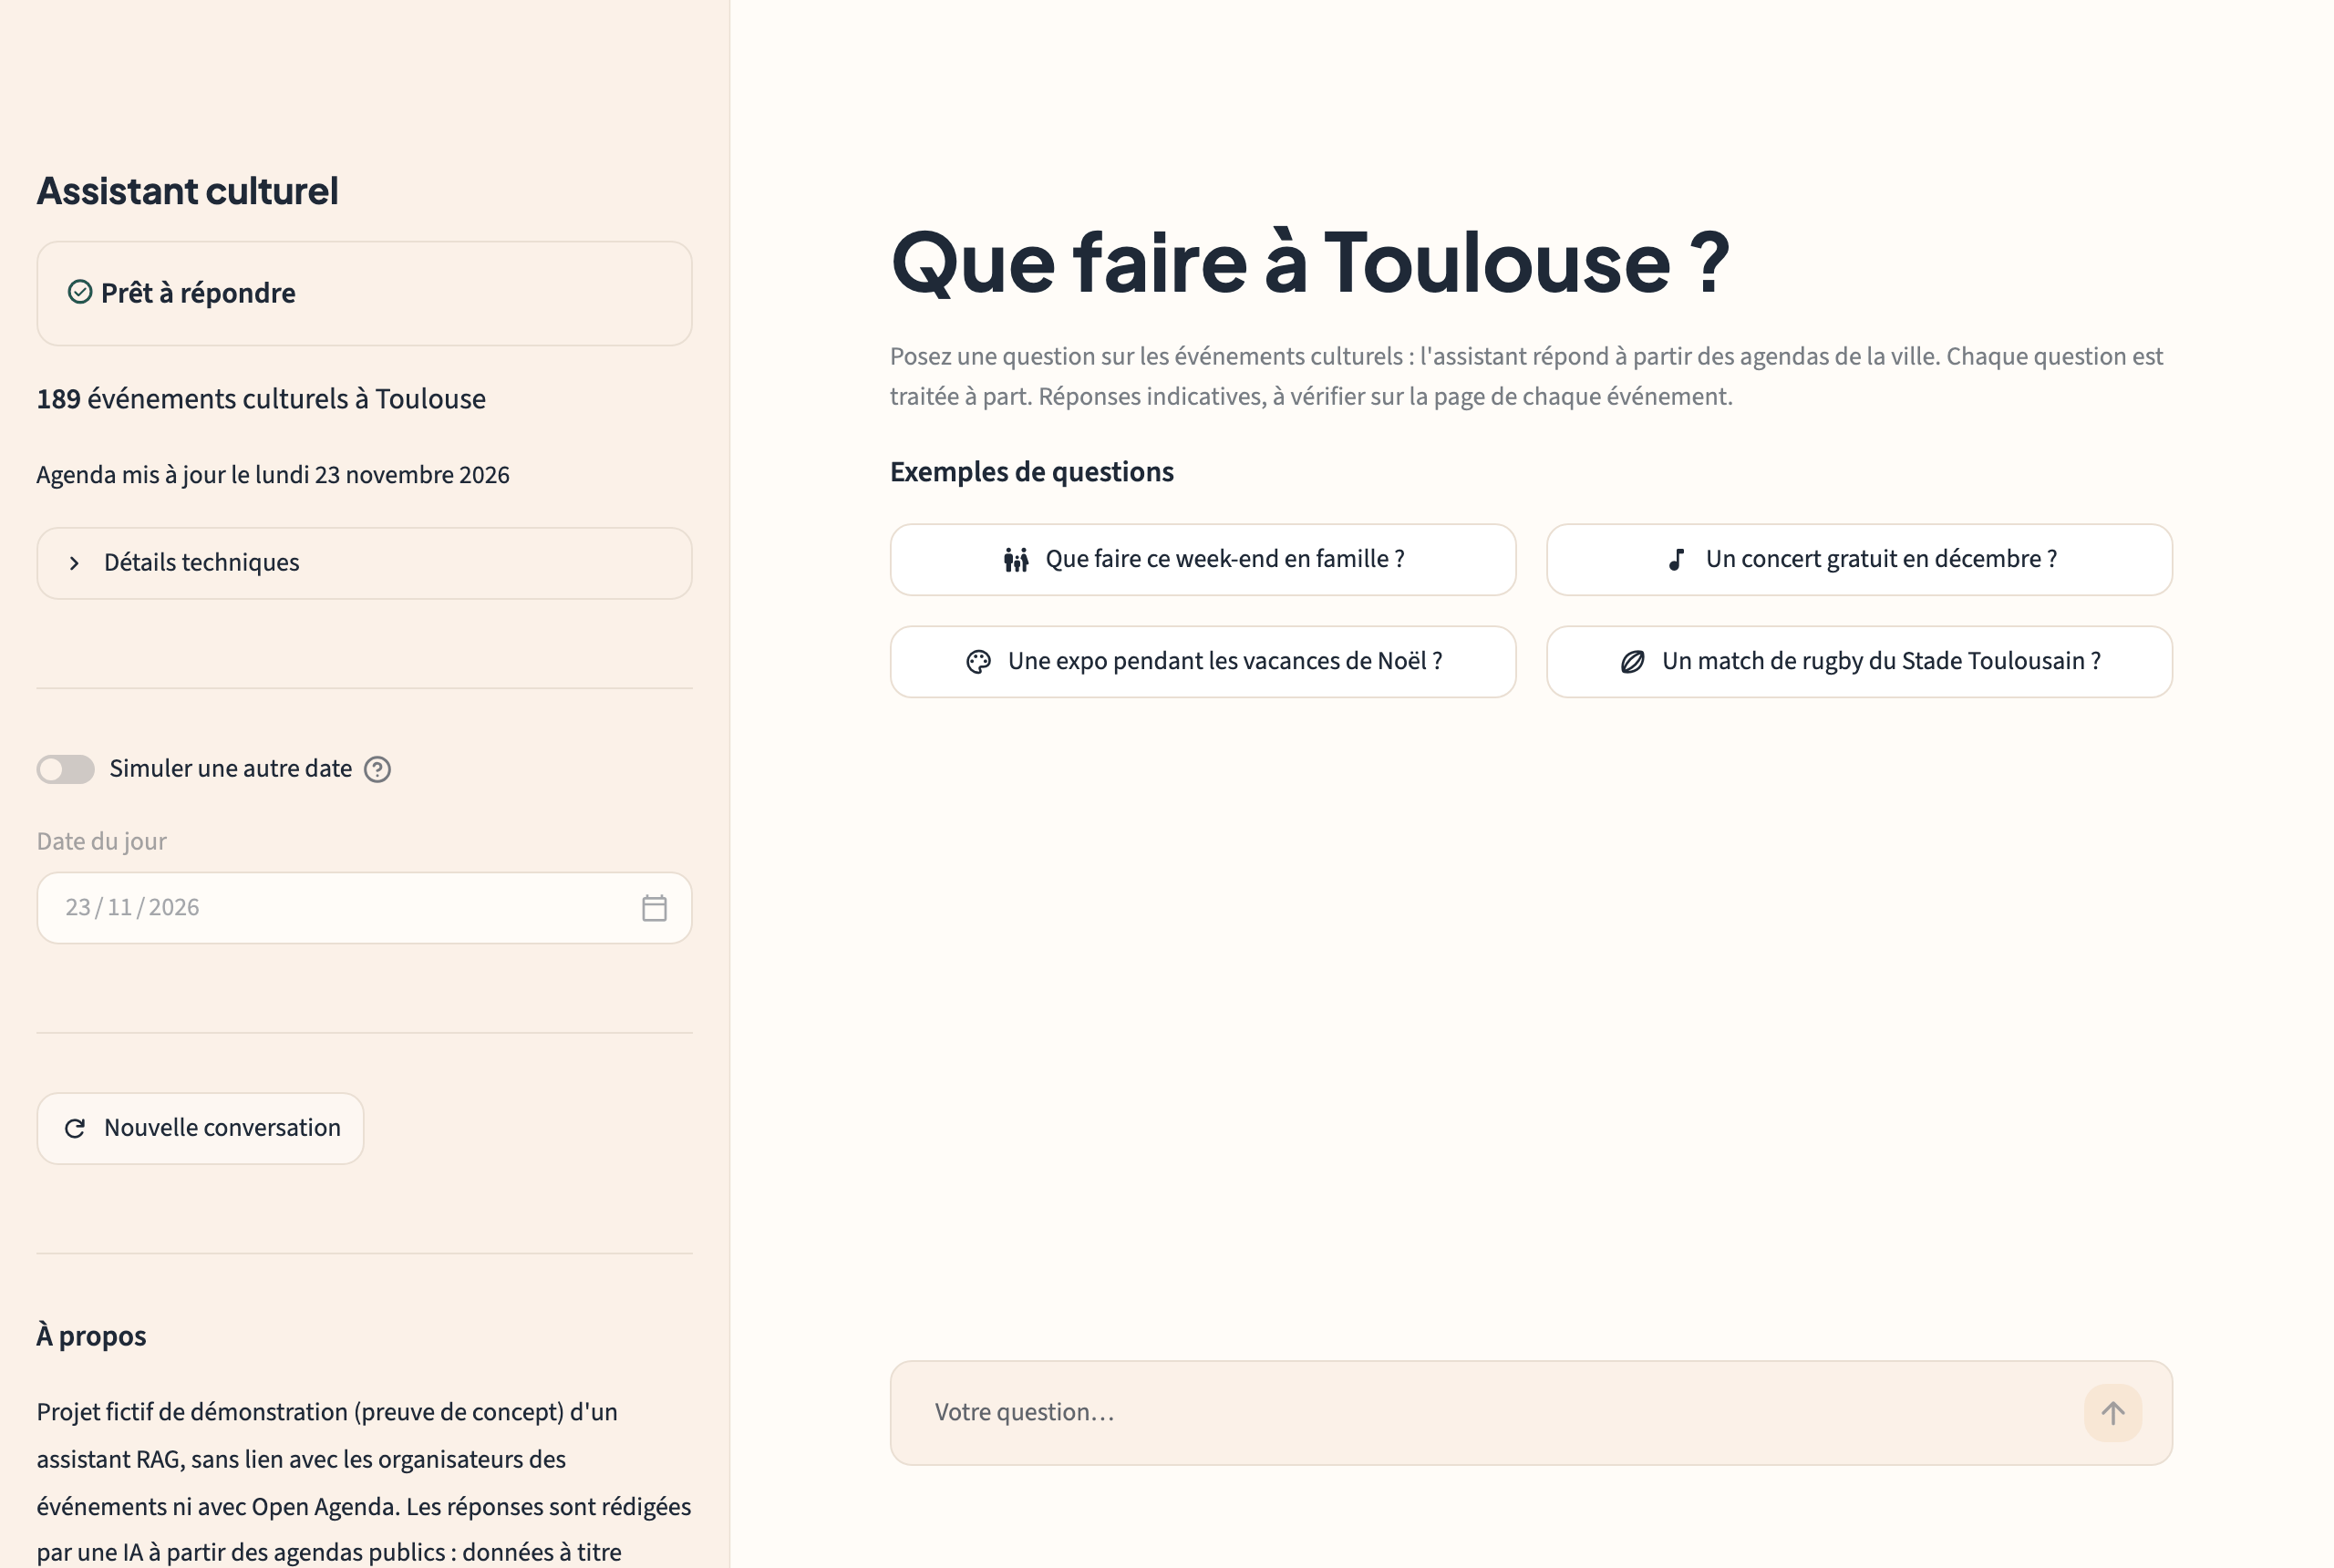 Assistant culturel
Prêt à répondre
189 événements culturels à Toulouse
Agenda mis à jour le lundi 23 novembre 2026
Détails techniques
Simuler une autre date
Date du jour
23 / 11 / 2026
Nouvelle conversation
À propos
Projet fictif de démonstration (preuve de concept) d'un
assistant RAG, sans lien avec les organisateurs des
événements ni avec Open Agenda. Les réponses sont rédigées
par une IA à partir des agendas publics : données à titre
Que faire à Toulouse ?
Posez une question sur les événements culturels : l'assistant répond à partir des agendas de la ville. Chaque question est
traitée à part. Réponses indicatives, à vérifier sur la page de chaque événement.
Exemples de questions
Que faire ce week-end en famille ?
Un concert gratuit en décembre ?
Une expo pendant les vacances de Noël ?
Un match de rugby du Stade Toulousain ?
Votre question…